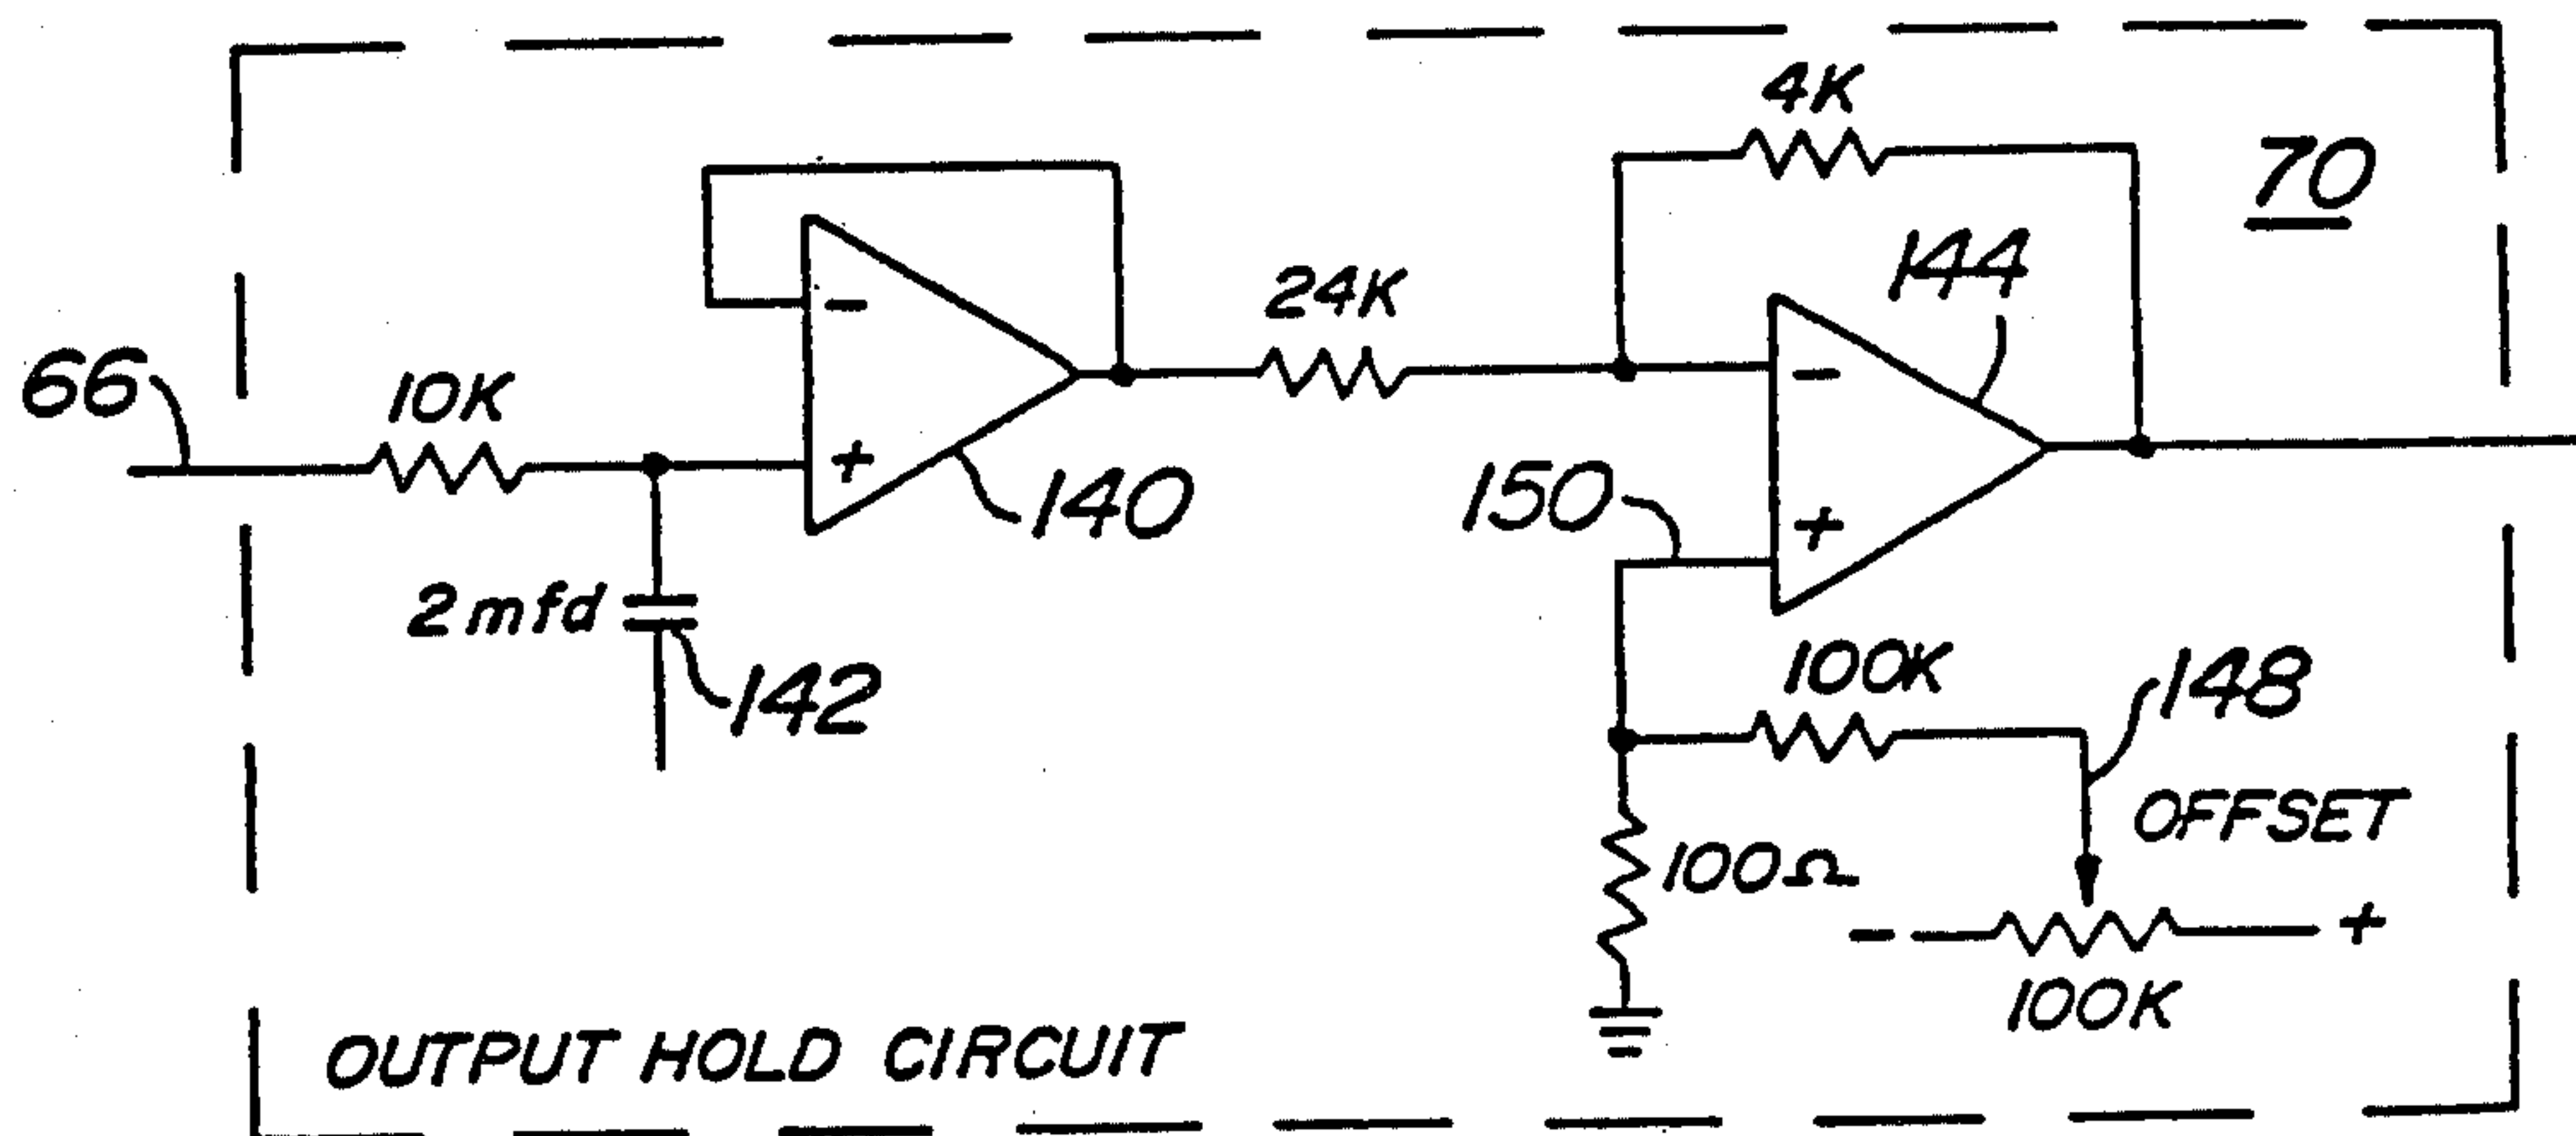 4K
70
144
24K
66
10K
-
-
+
140
150
+
2 mfd
142
100K
148
OFFSET
100Ω
- +
100K
OUTPUT HOLD CIRCUIT